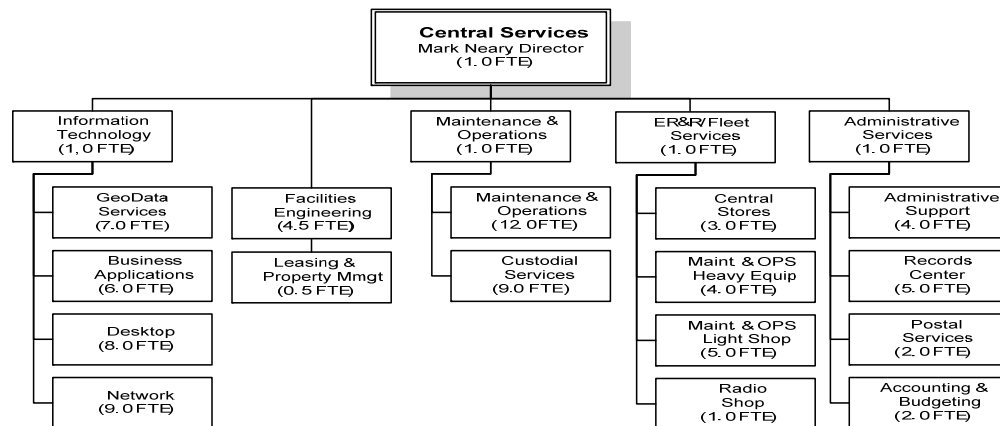 Central Services
Mark Neary Director
(1.0 FTE)
Information
Technology
(1,0 FTE)
GeoData
Services
(7.0 FTE)
Business
Applications
(6.0 FTE)
Desktop
(8.0 FTE)
Network
(9.0 FTE)
Facilities
Engineering
(4.5 FTE)
Leasing &
Property Mmgt
(0.5 FTE)
Maintenance &
Operations
(1.0 FTE)
Maintenance &
Operations
(12.0 FTE)
Custodial
Services
(9.0 FTE)
ER&R/Fleet
Services
(1.0 FTE)
Central
Stores
(3.0 FTE)
Maint. & OPS
Heavy Equip
(4.0 FTE)
Maint. & OPS
Light Shop
(5.0 FTE)
Radio
Shop
(1.0 FTE)
Administrative
Services
(1.0 FTE)
Administrative
Support
(4.0 FTE)
Records
Center
(5.0 FTE)
Postal
Services
(2.0 FTE)
Accounting &
Budgeting
(2.0 FTE)